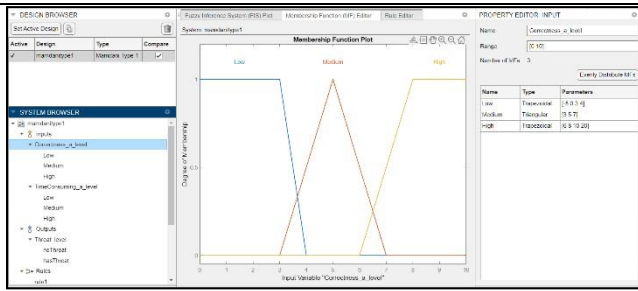 DESIGN BROWSER
Set Active Design
Active Design Type Compare
mamdanitype1 Mamdani Type 1
SYSTEM BROWSER
mamdanitype1
Inputs
Correctness_a_level
Low
Medium
High
TimeConsuming_a_level
Low
Medium
High
Outputs
Threat level
noThreat
hasThreat
Rules
rule1
Fuzzy Inference System (FIS) Plot
Membership Function (MF) Editor
Rule Editor
System: mamdanitype1
Membership Function Plot
Low Medium High
Degree of Membership
1
0.5
0
0 1 2 3 4 5 6 7 8 9 10
Input Variable "Correctness_a_level"
PROPERTY EDITOR: INPUT
Name Correctness_a_level
Range [0 10]
Number of MFs 3
Evenly Distribute MFs
Name Type Parameters
Low Trapezoidal [-5 0 3 4]
Medium Triangular [3 5 7]
High Trapezoidal [6 8 10 20]